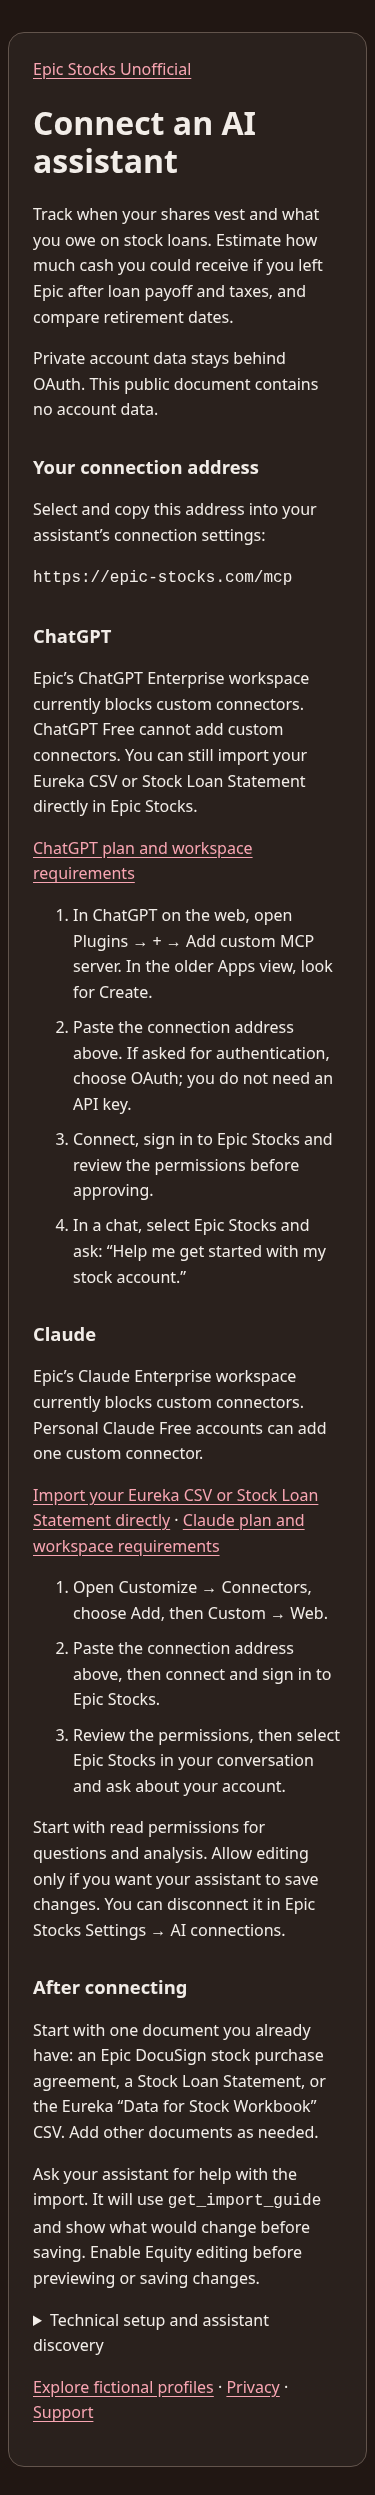 Epic Stocks Unofficial
Connect an AI
assistant
Track when your shares vest and what
you owe on stock loans. Estimate how
much cash you could receive if you left
Epic after loan payoff and taxes, and
compare retirement dates.
Private account data stays behind
OAuth. This public document contains
no account data.
Your connection address
Select and copy this address into your
assistant’s connection settings:
https://epic-stocks.com/mcp
ChatGPT
Epic’s ChatGPT Enterprise workspace
currently blocks custom connectors.
ChatGPT Free cannot add custom
connectors. You can still import your
Eureka CSV or Stock Loan Statement
directly in Epic Stocks.
ChatGPT plan and workspace
requirements
1. In ChatGPT on the web, open
Plugins → + → Add custom MCP
server. In the older Apps view, look
for Create.
2. Paste the connection address
above. If asked for authentication,
choose OAuth; you do not need an
API key.
3. Connect, sign in to Epic Stocks and
review the permissions before
approving.
4. In a chat, select Epic Stocks and
ask: “Help me get started with my
stock account.”
Claude
Epic’s Claude Enterprise workspace
currently blocks custom connectors.
Personal Claude Free accounts can add
one custom connector.
Import your Eureka CSV or Stock Loan
Statement directly · Claude plan and
workspace requirements
1. Open Customize → Connectors,
choose Add, then Custom → Web.
2. Paste the connection address
above, then connect and sign in to
Epic Stocks.
3. Review the permissions, then select
Epic Stocks in your conversation
and ask about your account.
Start with read permissions for
questions and analysis. Allow editing
only if you want your assistant to save
changes. You can disconnect it in Epic
Stocks Settings → AI connections.
After connecting
Start with one document you already
have: an Epic DocuSign stock purchase
agreement, a Stock Loan Statement, or
the Eureka “Data for Stock Workbook”
CSV. Add other documents as needed.
Ask your assistant for help with the
import. It will use get_import_guide
and show what would change before
saving. Enable Equity editing before
previewing or saving changes.
▶ Technical setup and assistant
discovery
Explore fictional profiles · Privacy ·
Support